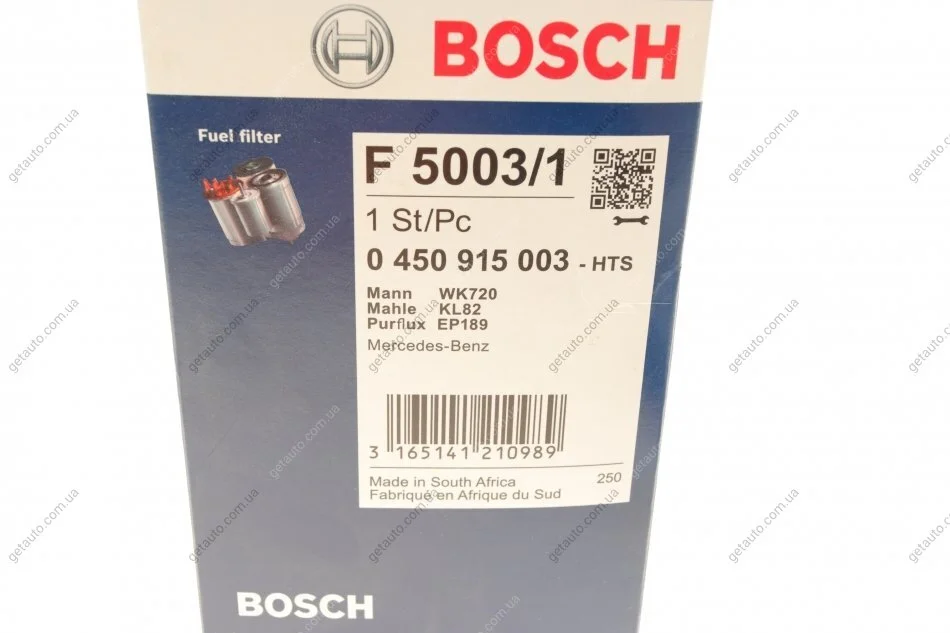 BOSCH
Fuel filter
F 5003/1
1 St/Pc
0 450 915 003 - HTS
Mann WK720
Mahle KL82
Purflux EP189
Mercedes-Benz
3 165141 210989
Made in South Africa 250
Fabrique en Afrique du Sud
BOSCH
getauto.com.ua